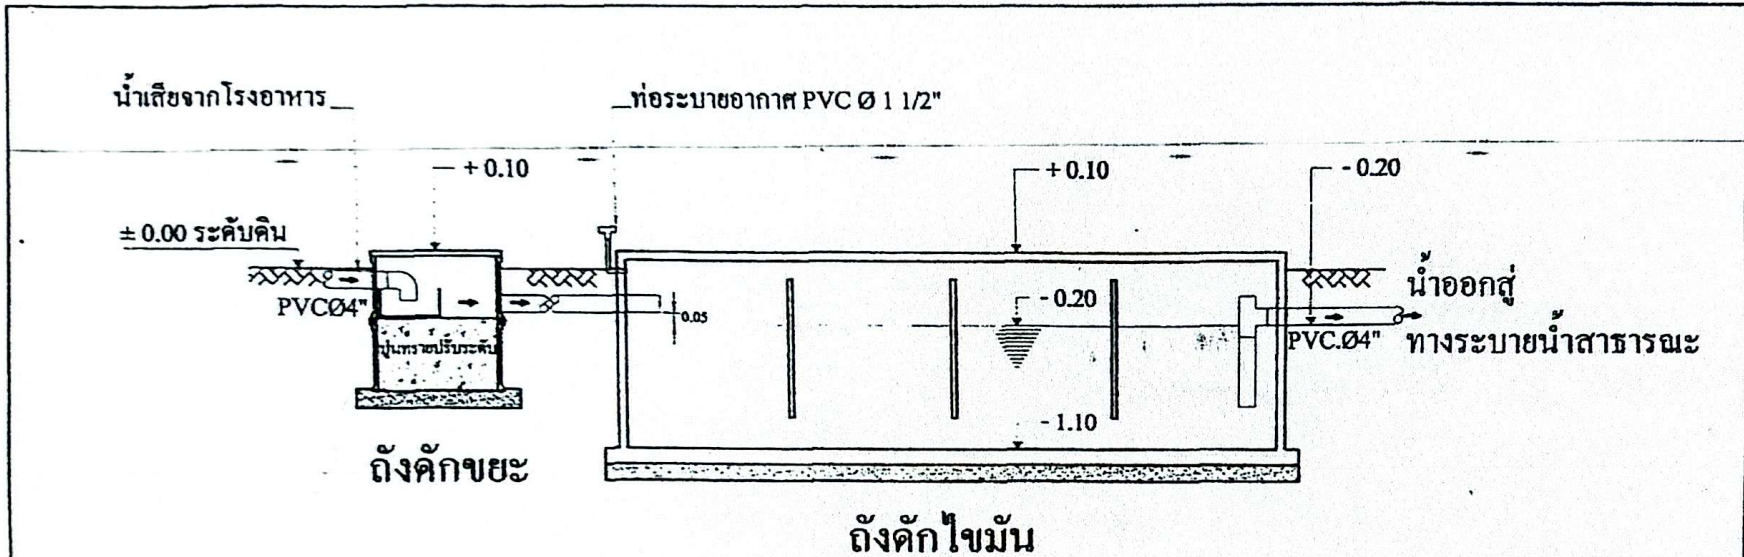 น้ำเสียจากโรงอาหาร
ท่อระบายอากาศ PVC Ø 1 1/2"
+ 0.10
+ 0.10
- 0.20
± 0.00 ระดับดิน
PVCØ4"
0.05
- 0.20
น้ำออกสู่
PVC.Ø4"
ทางระบายน้ำสาธารณะ
ปูนทรายปรับระดับ
- 1.10
ถังดักขยะ
ถังดักไขมัน